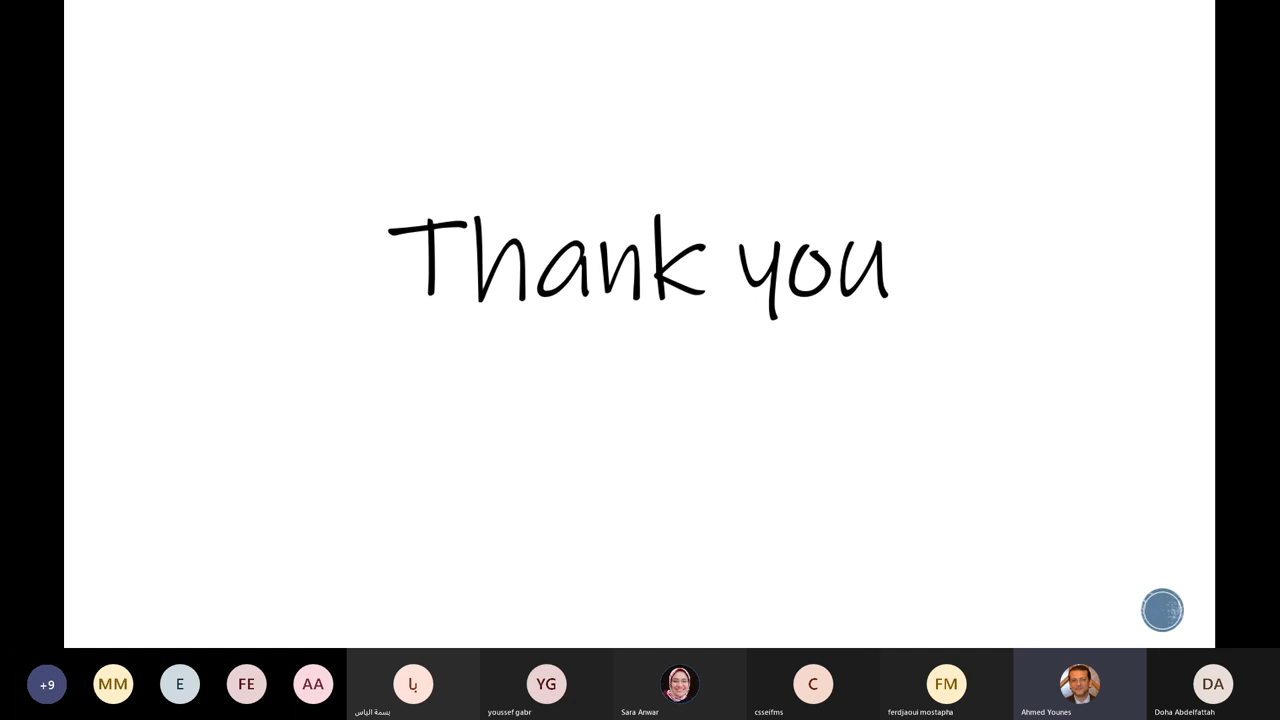 Thank you
+9
MM
E
FE
AA
با
YG
C
FM
DA
بسمة الياس
youssef gabr
Sara Anwar
csseifms
ferdjaoui mostapha
Ahmed Younes
Doha Abdelfattah